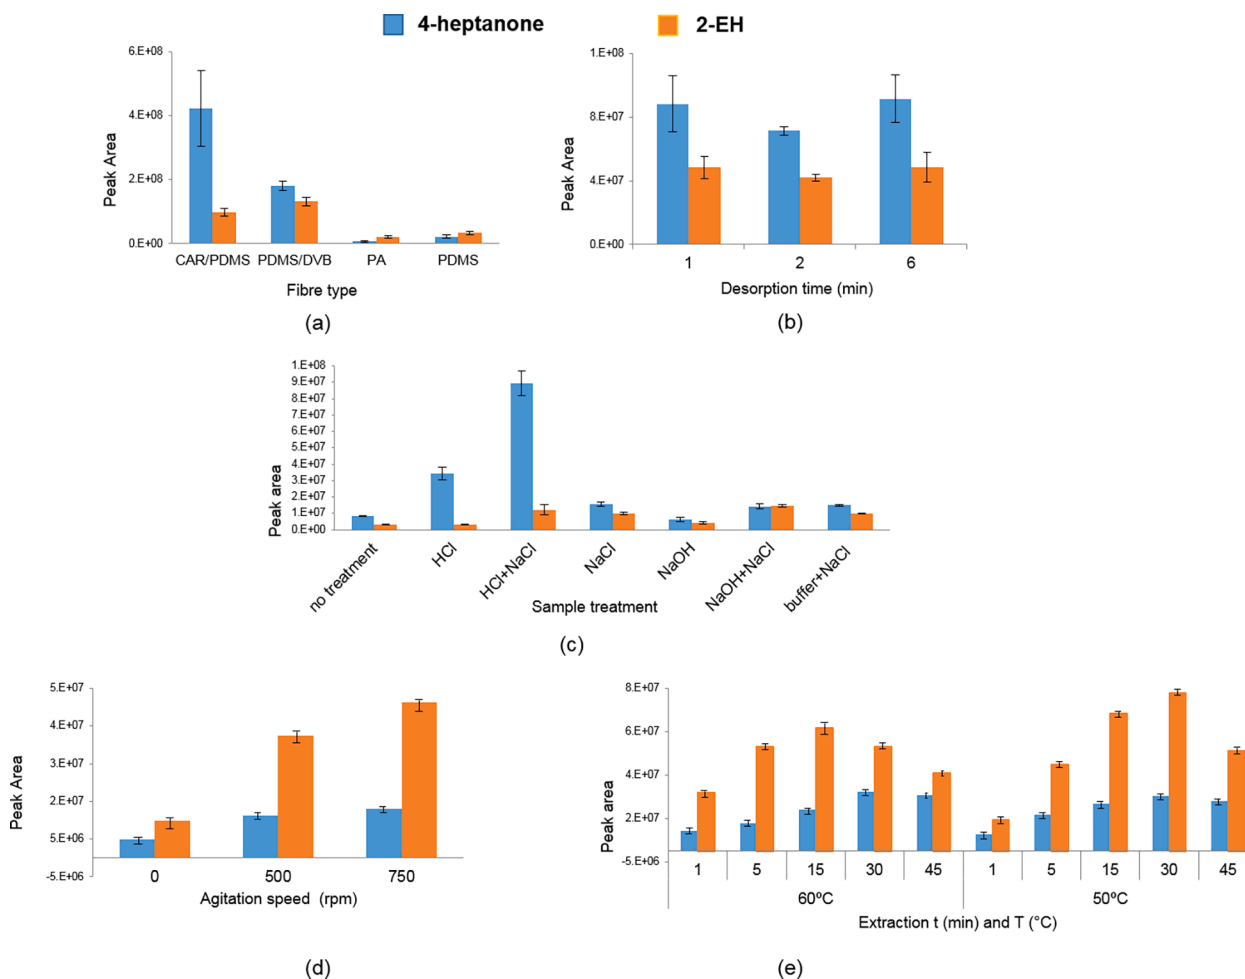 4-heptanone 2-EH
6.E+08
4.E+08
2.E+08
0.E+00
Peak Area
CAR/PDMS PDMS/DVB PA PDMS
Fibre type
(a)
1.E+08
8.E+07
4.E+07
0.E+00
Peak Area
1 2 6
Desorption time (min)
(b)
1.E+08
9.E+07
8.E+07
7.E+07
6.E+07
5.E+07
4.E+07
3.E+07
2.E+07
1.E+07
0.E+00
Peak area
no treatment HCl HCl+NaCl NaCl NaOH NaOH+NaCl buffer+NaCl
Sample treatment
(c)
5.E+07
4.E+07
3.E+07
2.E+07
5.E+06
-5.E+06
Peak Area
0 500 750
Agitation speed (rpm)
(d)
8.E+07
6.E+07
4.E+07
2.E+07
-5.E+06
Peak area
1 5 15 30 45 1 5 15 30 45
60ºC 50ºC
Extraction t (min) and T (°C)
(e)